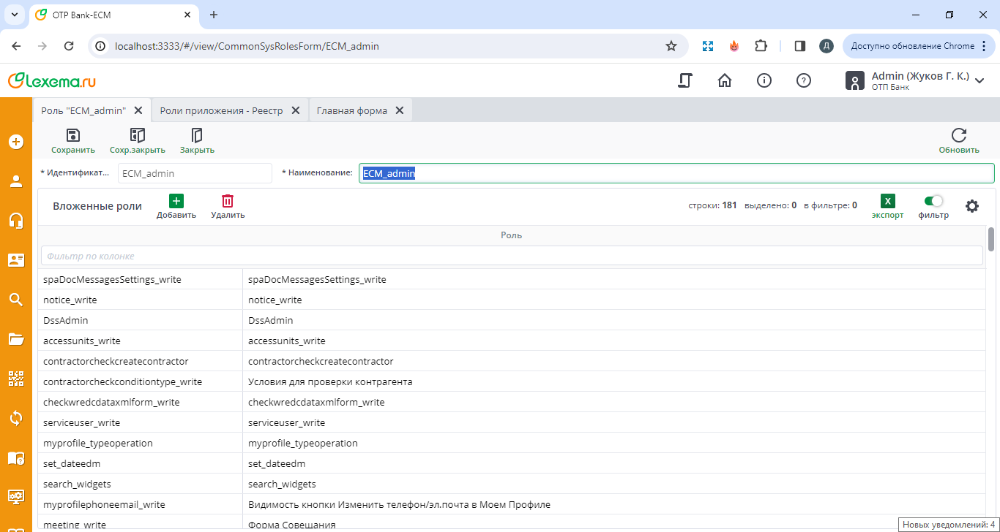 OTP Bank-ECM
localhost:3333/#/view/CommonSysRolesForm/ECM_admin
Д
Доступно обновление Chrome
Lexema.ru
Admin (Жуков Г. К.)
ОТП Банк
Роль "ECM_admin"
Роли приложения - Реестр
Главная форма
Сохранить
Сохр.закрыть
Закрыть
Обновить
* Идентификат...
ECM_admin
* Наименование:
ECM_admin
Вложенные роли
Добавить
Удалить
строки: 181 выделено: 0 в фильтре: 0
X
экспорт
фильтр
Роль
Фильтр по колонке
spaDocMessagesSettings_write spaDocMessagesSettings_write
notice_write notice_write
DssAdmin DssAdmin
accessunits_write accessunits_write
contractorcheckcreatecontractor contractorcheckcreatecontractor
contractorcheckconditiontype_write Условия для проверки контрагента
checkwredcdataxmlform_write checkwredcdataxmlform_write
serviceuser_write serviceuser_write
myprofile_typeoperation myprofile_typeoperation
set_dateedm set_dateedm
search_widgets search_widgets
myprofilephoneemail_write Видимость кнопки Изменить телефон/эл.почта в Моем Профиле
meeting_write Форма Совещания
Новых уведомлений: 4